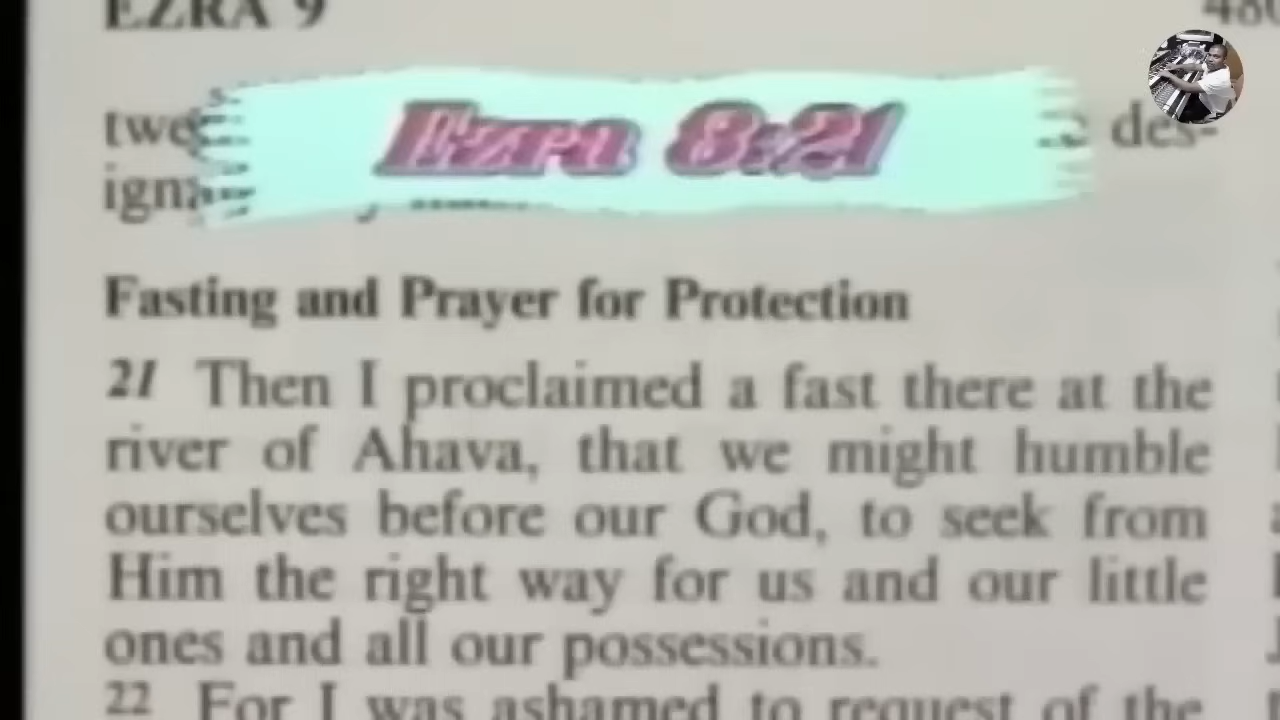 EZRA 9
480
Ezra 8:21
des-
Fasting and Prayer for Protection
21 Then I proclaimed a fast there at the
river of Ahava, that we might humble
ourselves before our God, to seek from
Him the right way for us and our little
ones and all our possessions.
22 For I was ashamed to request of the